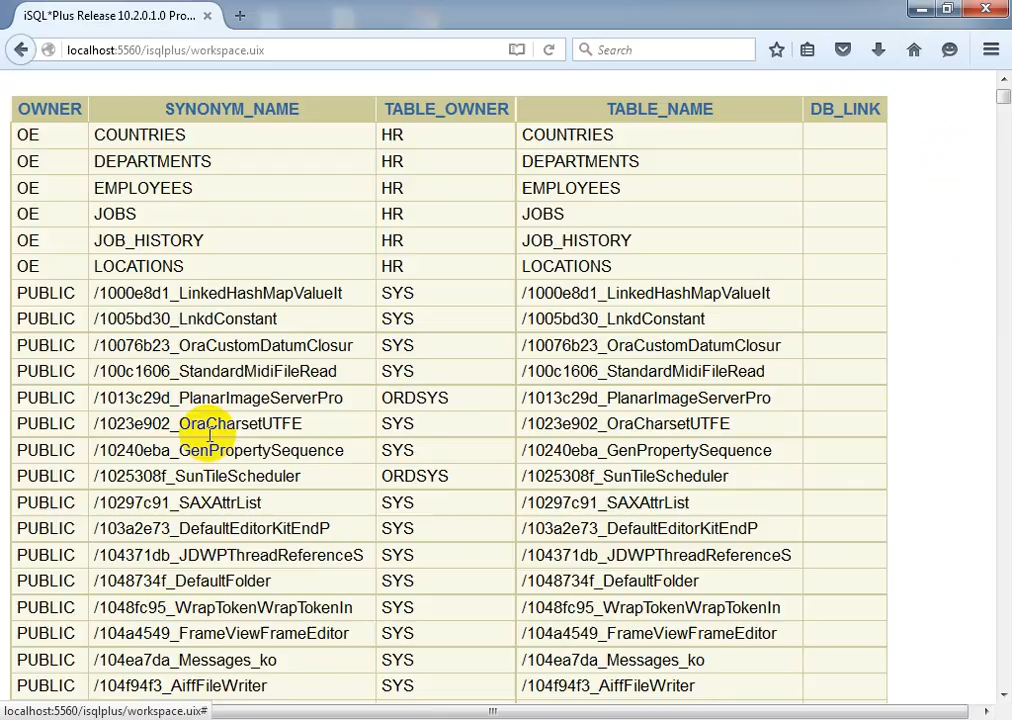 iSQL*Plus Release 10.2.0.1.0 Pro...
localhost:5560/isqlplus/workspace.uix
Search
OWNER SYNONYM_NAME TABLE_OWNER TABLE_NAME DB_LINK
OE COUNTRIES HR COUNTRIES
OE DEPARTMENTS HR DEPARTMENTS
OE EMPLOYEES HR EMPLOYEES
OE JOBS HR JOBS
OE JOB_HISTORY HR JOB_HISTORY
OE LOCATIONS HR LOCATIONS
PUBLIC /1000e8d1_LinkedHashMapValueIt SYS /1000e8d1_LinkedHashMapValueIt
PUBLIC /1005bd30_LnkdConstant SYS /1005bd30_LnkdConstant
PUBLIC /10076b23_OraCustomDatumClosur SYS /10076b23_OraCustomDatumClosur
PUBLIC /100c1606_StandardMidiFileRead SYS /100c1606_StandardMidiFileRead
PUBLIC /1013c29d_PlanarImageServerPro ORDSYS /1013c29d_PlanarImageServerPro
PUBLIC /1023e902_OraCharsetUTFE SYS /1023e902_OraCharsetUTFE
PUBLIC /10240eba_GenPropertySequence SYS /10240eba_GenPropertySequence
PUBLIC /1025308f_SunTileScheduler ORDSYS /1025308f_SunTileScheduler
PUBLIC /10297c91_SAXAttrList SYS /10297c91_SAXAttrList
PUBLIC /103a2e73_DefaultEditorKitEndP SYS /103a2e73_DefaultEditorKitEndP
PUBLIC /104371db_JDWPThreadReferenceS SYS /104371db_JDWPThreadReferenceS
PUBLIC /1048734f_DefaultFolder SYS /1048734f_DefaultFolder
PUBLIC /1048fc95_WrapTokenWrapTokenIn SYS /1048fc95_WrapTokenWrapTokenIn
PUBLIC /104a4549_FrameViewFrameEditor SYS /104a4549_FrameViewFrameEditor
PUBLIC /104ea7da_Messages_ko SYS /104ea7da_Messages_ko
PUBLIC /104f94f3_AiffFileWriter SYS /104f94f3_AiffFileWriter
localhost:5560/isqlplus/workspace.uix#